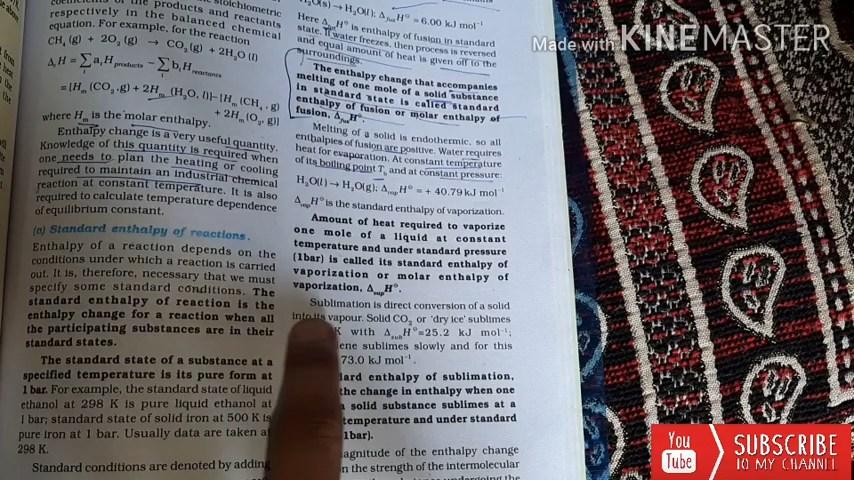 coefficients of the products and reactants
respectively in the balanced chemical
equation. For example, for the reaction
CH₄ (g) + 2O₂ (g) → CO₂ (g) + 2H₂O (l)
ΔᵣH = ∑ aᵢHproducts − ∑ bᵢHreactants
= [Hₘ (CO₂,g) + 2Hₘ (H₂O, l)]−[Hₘ (CH₄ , g)
+ 2Hₘ (O₂, g)]
where Hₘ is the molar enthalpy.
Enthalpy change is a very useful quantity.
Knowledge of this quantity is required when
one needs to plan the heating or cooling
required to maintain an industrial chemical
reaction at constant temperature. It is also
required to calculate temperature dependence
of equilibrium constant.
(a) Standard enthalpy of reactions.
Enthalpy of a reaction depends on the
conditions under which a reaction is carried
out. It is, therefore, necessary that we must
specify some standard conditions. The
standard enthalpy of reaction is the
enthalpy change for a reaction when all
the participating substances are in their
standard states.
The standard state of a substance at a
specified temperature is its pure form at
1 bar. For example, the standard state of liquid
ethanol at 298 K is pure liquid ethanol at
1 bar; standard state of solid iron at 500 K is
pure iron at 1 bar. Usually data are taken at
298 K.
Standard conditions are denoted by adding
H₂O(s) → H₂O(l); ΔfusH° = 6.00 kJ mol⁻¹
Here ΔfusH° is enthalpy of fusion in standard
state. If water freezes, then process is reversed
and equal amount of heat is given off to the
surroundings.
The enthalpy change that accompanies
melting of one mole of a solid substance
in standard state is called standard
enthalpy of fusion or molar enthalpy of
fusion, ΔfusH°.
Melting of a solid is endothermic, so all
enthalpies of fusion are positive. Water requires
heat for evaporation. At constant temperature
of its boiling point Tb and at constant pressure:
H₂O(l) → H₂O(g); ΔvapH° = + 40.79 kJ mol⁻¹
ΔvapH° is the standard enthalpy of vaporization.
Amount of heat required to vaporize
one mole of a liquid at constant
temperature and under standard pressure
(1bar) is called its standard enthalpy of
vaporization or molar enthalpy of
vaporization, ΔvapH°.
Sublimation is direct conversion of a solid
into its vapour. Solid CO₂ or 'dry ice' sublimes
K with ΔsubH°=25.2 kJ mol⁻¹;
lene sublimes slowly and for this
73.0 kJ mol⁻¹.
dard enthalpy of sublimation,
the change in enthalpy when one
a solid substance sublimes at a
temperature and under standard
1bar).
agnitude of the enthalpy change
on the strength of the intermolecular
Made with KINEMASTER
You
Tube
SUBSCRIBE
TO MY CHANNEL